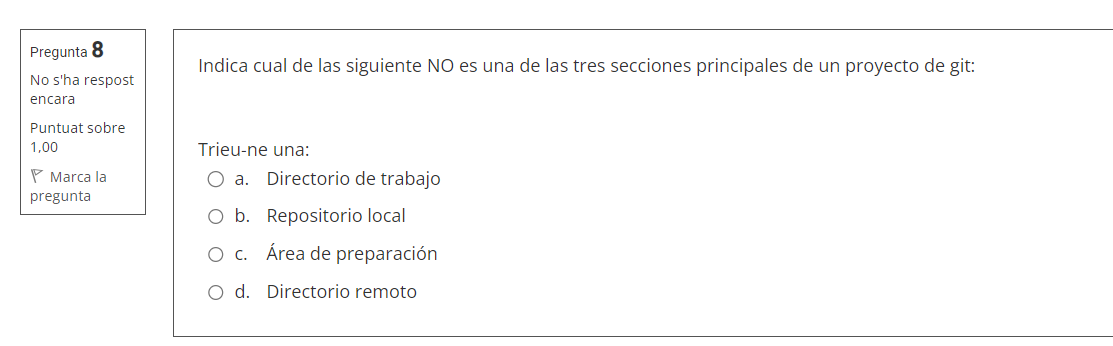 Pregunta 8
No s'ha respost
encara
Puntuat sobre
1,00
Marca la
pregunta
Indica cual de las siguiente NO es una de las tres secciones principales de un proyecto de git:
Trieu-ne una:
a. Directorio de trabajo
b. Repositorio local
c. Área de preparación
d. Directorio remoto